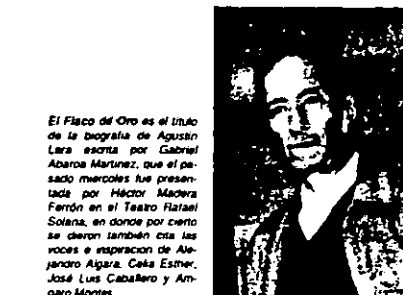 El Flaco de Oro es el título
de la biografía de Agustín
Lara escrita por Gabriel
Abaroa Martínez, que el pa-
sado miércoles fue presen-
tada por Héctor Madera
Ferrón en el Teatro Rafael
Solana, en donde por cierto
se dieron también cita las
voces e inspiración de Ale-
jandro Algara, Celia Esther,
José Luis Caballero y Am-
paro Montes